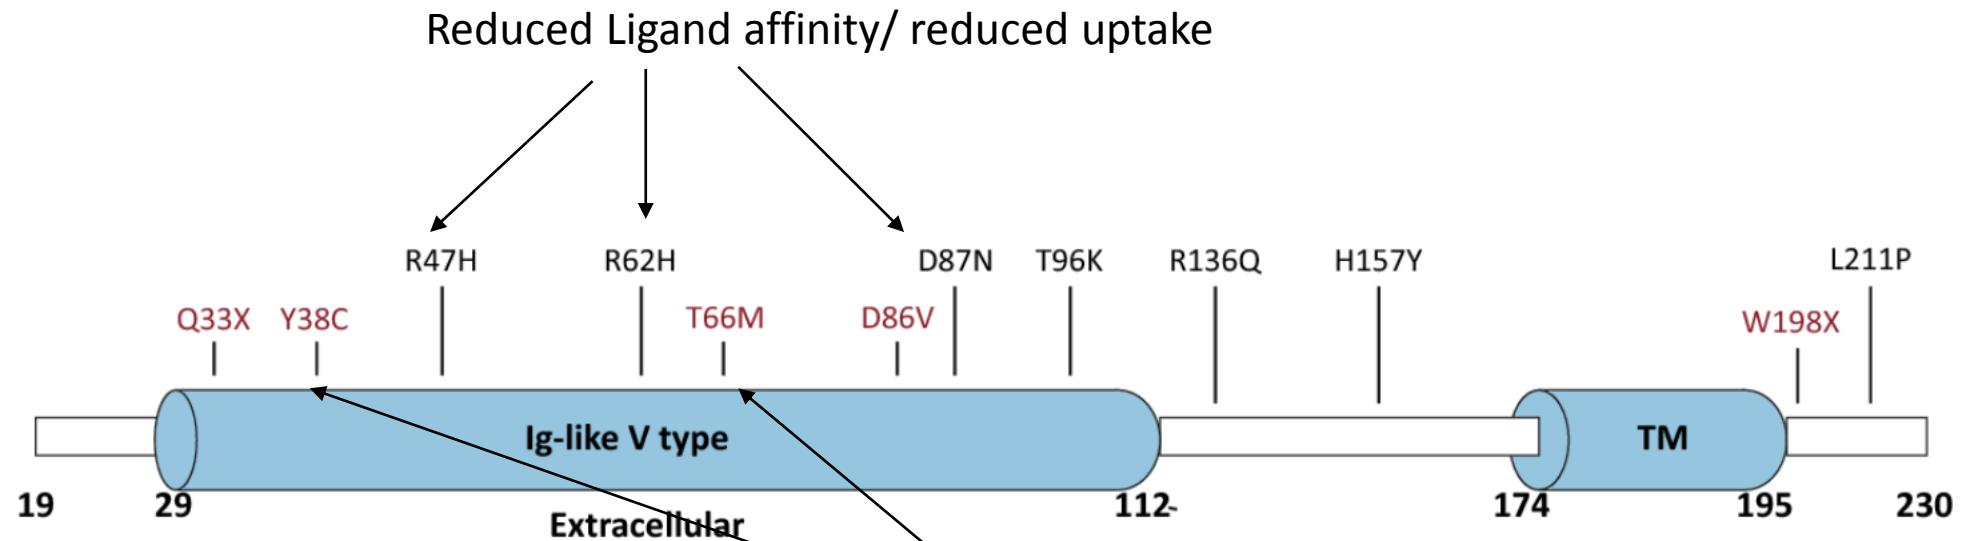 Reduced Ligand affinity/ reduced uptake
R47H R62H D87N T96K R136Q H157Y L211P
Q33X Y38C T66M D86V W198X
Ig-like V type TM
19 29 112- 174 195 230
Extracellular